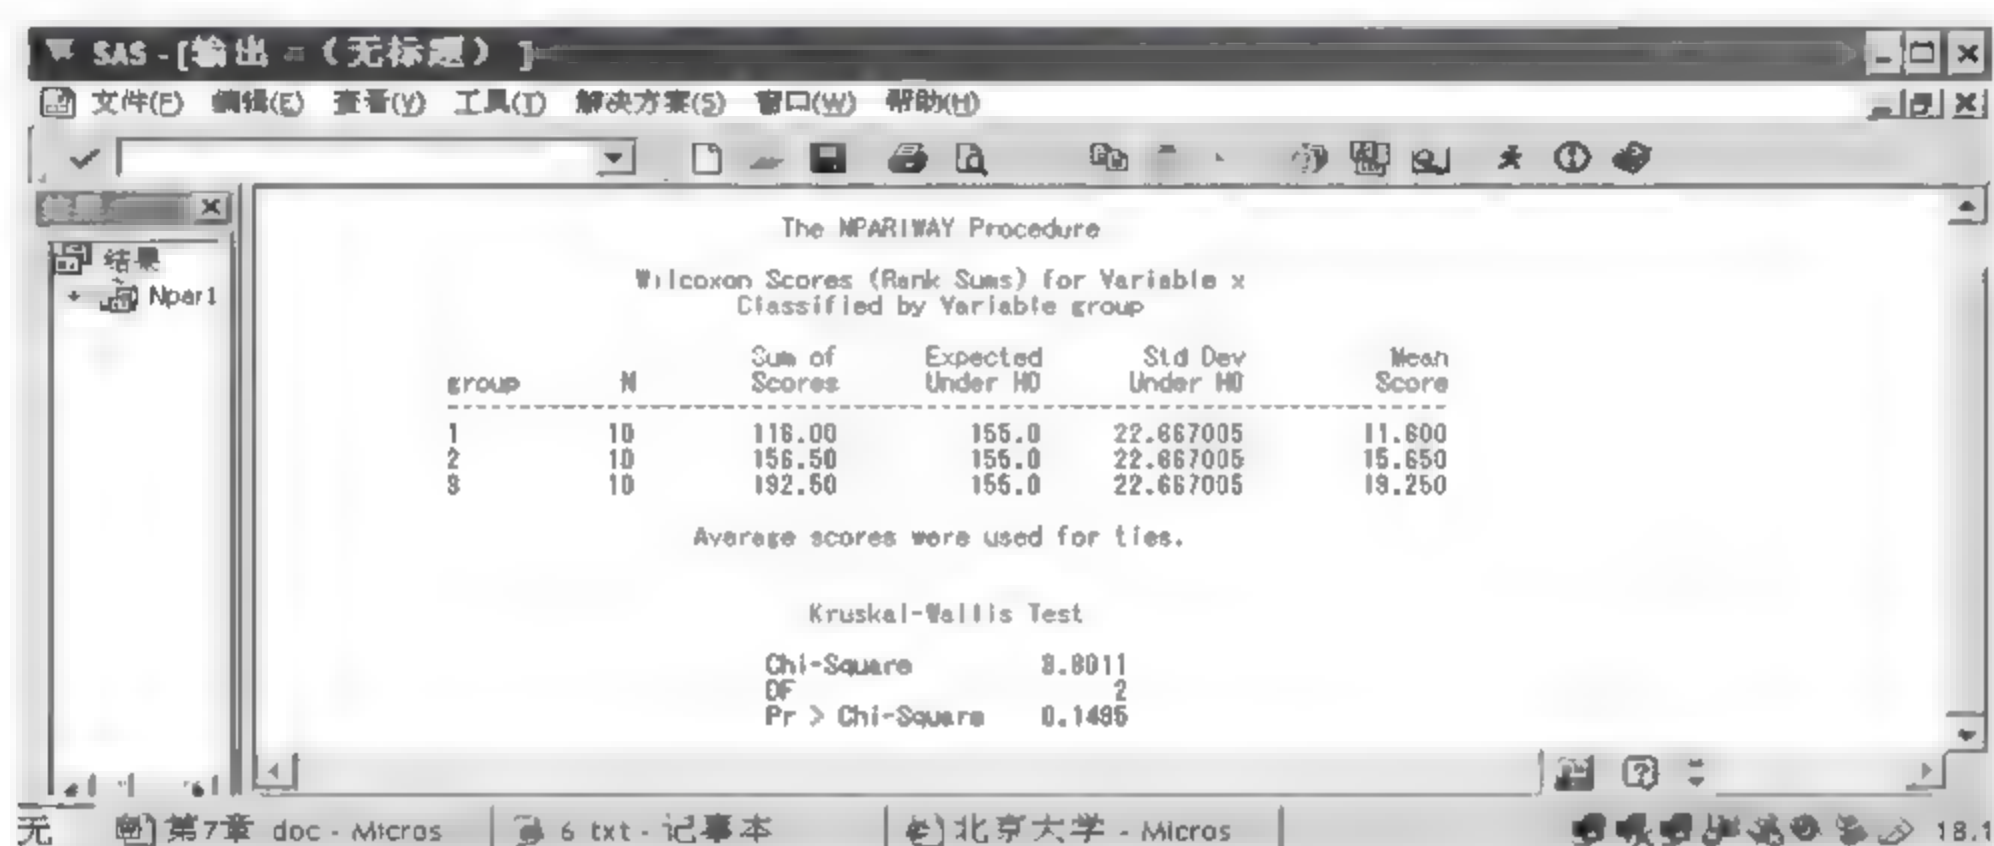 SAS - [输出 - (无标题) ]
文件(F) 编辑(E) 查看(V) 工具(T) 解决方案(S) 窗口(W) 帮助(H)
结果
Npar1
The NPAR1WAY Procedure
Wilcoxon Scores (Rank Sums) for Variable x
Classified by Variable group
Sum of Expected Std Dev Mean
group N Scores Under H0 Under H0 Score
1 10 116.00 155.0 22.667005 11.600
2 10 156.50 155.0 22.667005 15.650
3 10 192.50 155.0 22.667005 19.250
Average scores were used for ties.
Kruskal-Wallis Test
Chi-Square 3.8011
DF 2
Pr > Chi-Square 0.1495
无 第7章 doc - Micros 6 txt - 记事本 北京大学 - Micros 18.1